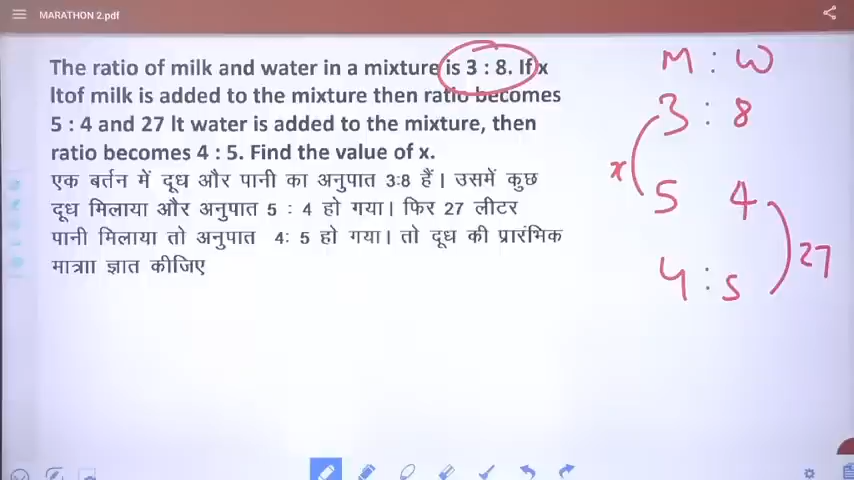 MARATHON 2.pdf
The ratio of milk and water in a mixture is 3 : 8. If x
ltof milk is added to the mixture then ratio becomes
5 : 4 and 27 lt water is added to the mixture, then
ratio becomes 4 : 5. Find the value of x.
एक बर्तन में दूध और पानी का अनुपात 3:8 हैं। उसमें कुछ
दूध मिलाया और अनुपात 5 : 4 हो गया। फिर 27 लीटर
पानी मिलाया तो अनुपात 4: 5 हो गया। तो दूध की प्रारंभिक
मात्राा ज्ञात कीजिए
M : W
3 : 8
x
5 4
27
4 : 5